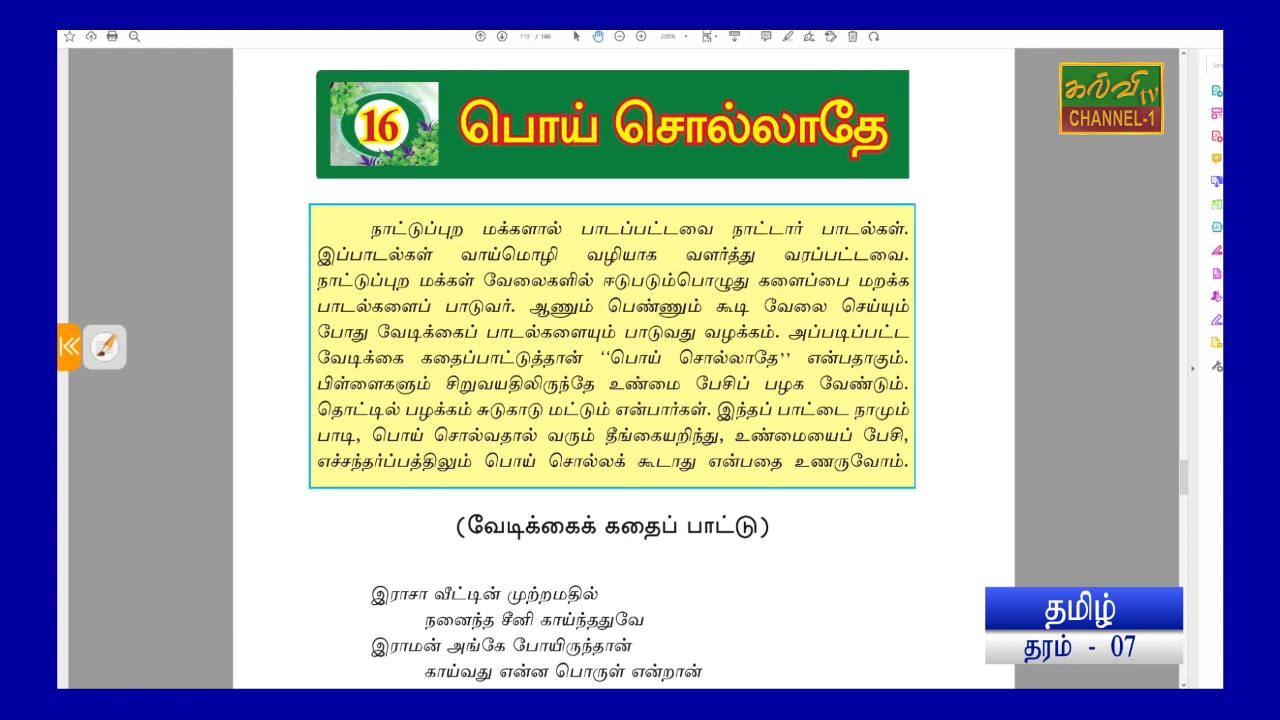 110 / 160
200%
கல்வி tv
CHANNEL-1
16
பொய் சொல்லாதே
நாட்டுப்புற மக்களால் பாடப்பட்டவை நாட்டார் பாடல்கள்.
இப்பாடல்கள் வாய்மொழி வழியாக வளர்த்து வரப்பட்டவை.
நாட்டுப்புற மக்கள் வேலைகளில் ஈடுபடும்பொழுது களைப்பை மறக்க
பாடல்களைப் பாடுவர். ஆணும் பெண்ணும் கூடி வேலை செய்யும்
போது வேடிக்கைப் பாடல்களையும் பாடுவது வழக்கம். அப்படிப்பட்ட
வேடிக்கை கதைப்பாட்டுத்தான் ‘‘பொய் சொல்லாதே’’ என்பதாகும்.
பிள்ளைகளும் சிறுவயதிலிருந்தே உண்மை பேசிப் பழக வேண்டும்.
தொட்டில் பழக்கம் சுடுகாடு மட்டும் என்பார்கள். இந்தப் பாட்டை நாமும்
பாடி, பொய் சொல்வதால் வரும் தீங்கையறிந்து, உண்மையைப் பேசி,
எச்சந்தர்ப்பத்திலும் பொய் சொல்லக் கூடாது என்பதை உணருவோம்.
(வேடிக்கைக் கதைப் பாட்டு)
இராசா வீட்டின் முற்றமதில்
நனைந்த சீனி காய்ந்ததுவே
இராமன் அங்கே போயிருந்தான்
காய்வது என்ன பொருள் என்றான்
தமிழ்
தரம் - 07